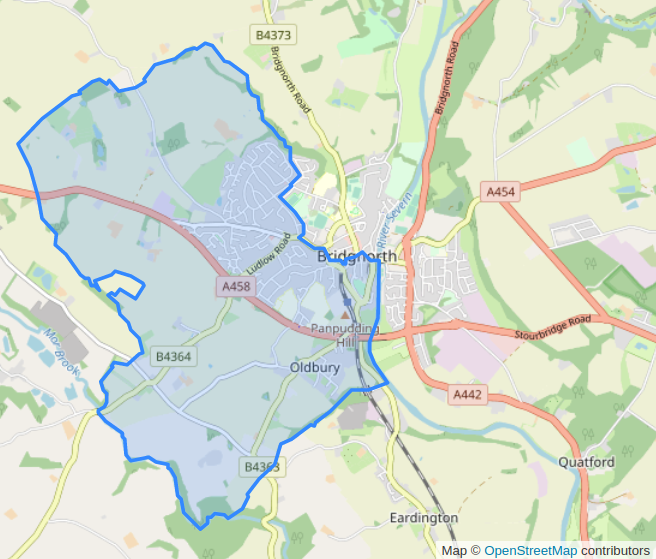 B4373
Bridgnorth Road
Bridgnorth Road
A454
River Severn
Ludlow Road
Bridgnorth
A458
Panpudding
Hill
Stourbridge Road
Mor Brook
B4364
Oldbury
A442
B4363
Quatford
Eardington
Map © OpenStreetMap contributors